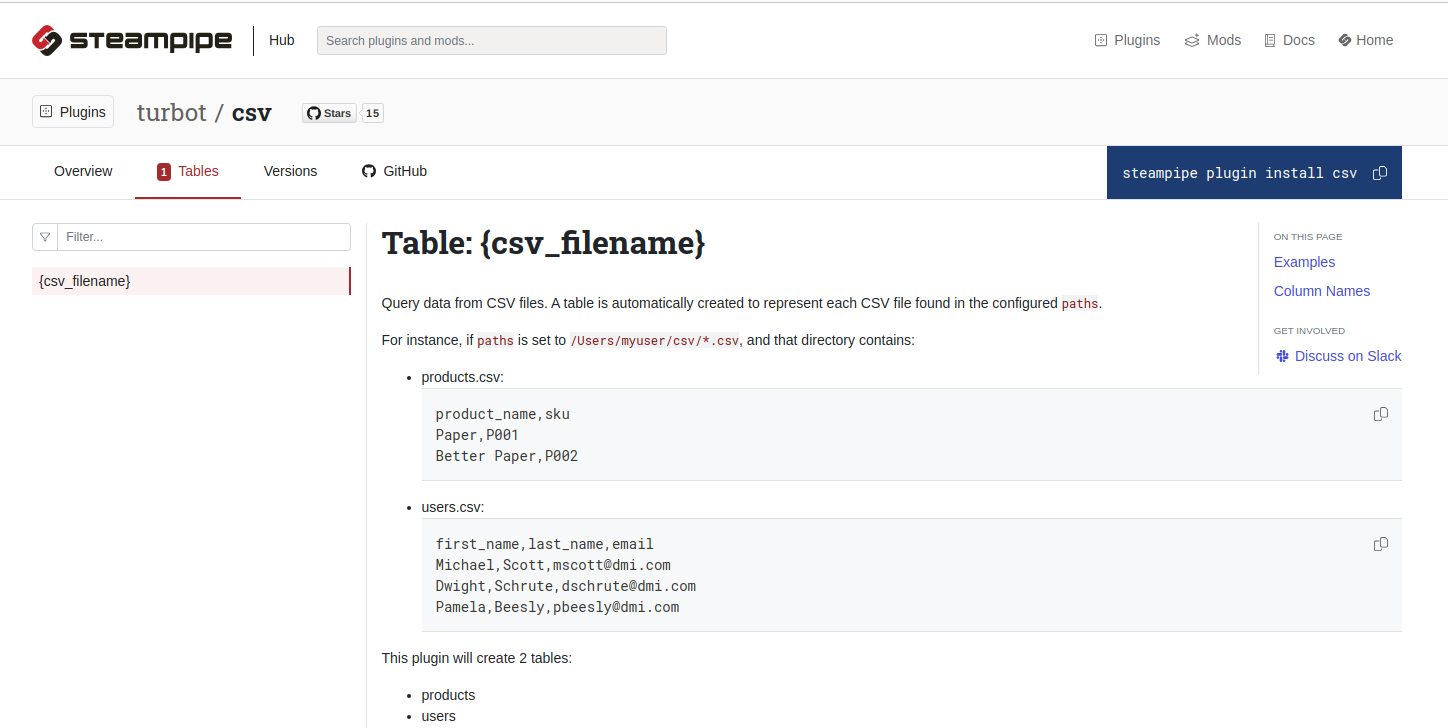 STEAMPIPE
Hub
Search plugins and mods...
Plugins
Mods
Docs
Home
Plugins
turbot / csv
Stars
15
Overview
1 Tables
Versions
GitHub
steampipe plugin install csv
Filter...
{csv_filename}
Table: {csv_filename}
Query data from CSV files. A table is automatically created to represent each CSV file found in the configured paths.
For instance, if paths is set to /Users/myuser/csv/*.csv, and that directory contains:
• products.csv:
product_name,sku
Paper,P001
Better Paper,P002
• users.csv:
first_name,last_name,email
Michael,Scott,mscott@dmi.com
Dwight,Schrute,dschrute@dmi.com
Pamela,Beesly,pbeesly@dmi.com
This plugin will create 2 tables:
• products
• users
ON THIS PAGE
Examples
Column Names
GET INVOLVED
Discuss on Slack